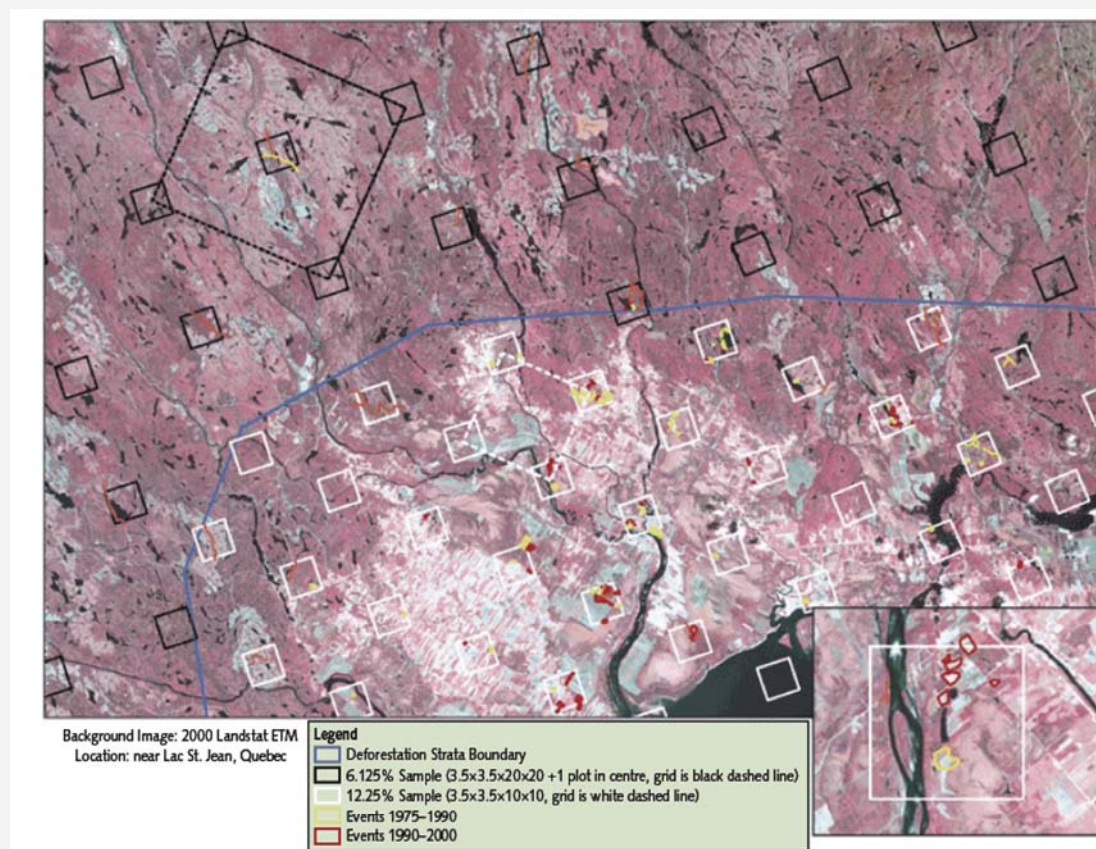 Background Image: 2000 Landstat ETM
Location: near Lac St. Jean, Quebec
Legend
Deforestation Strata Boundary
6.125% Sample (3.5×3.5×20×20 +1 plot in centre, grid is black dashed line)
12.25% Sample (3.5×3.5×10×10, grid is white dashed line)
Events 1975–1990
Events 1990–2000